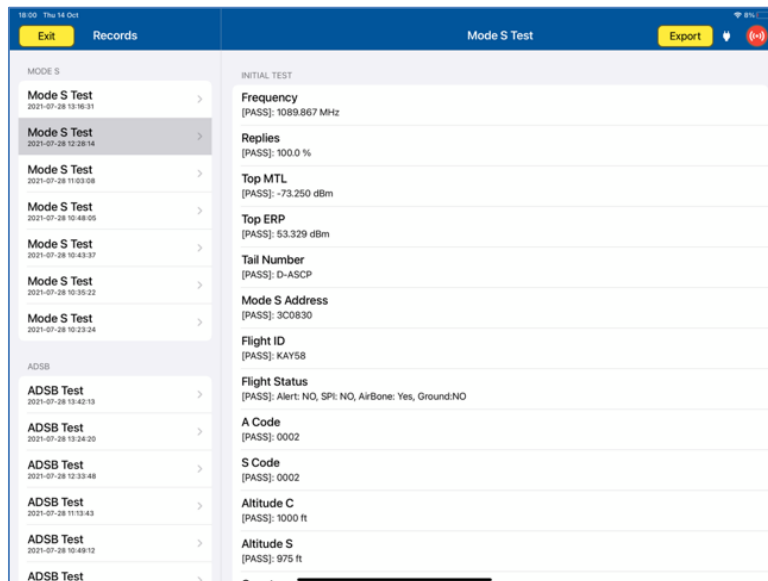 18:00 Thu 14 Oct
8%
Exit
Records
Mode S Test
Export
MODE S
Mode S Test
2021-07-28 13:16:31
Mode S Test
2021-07-28 12:28:14
Mode S Test
2021-07-28 11:03:08
Mode S Test
2021-07-28 10:48:05
Mode S Test
2021-07-28 10:43:37
Mode S Test
2021-07-28 10:35:22
Mode S Test
2021-07-28 10:23:24
ADSB
ADSB Test
2021-07-28 13:42:13
ADSB Test
2021-07-28 13:24:20
ADSB Test
2021-07-28 12:33:48
ADSB Test
2021-07-28 11:13:43
ADSB Test
2021-07-28 10:49:12
ADSB Test
INITIAL TEST
Frequency
[PASS]: 1089.867 MHz
Replies
[PASS]: 100.0 %
Top MTL
[PASS]: -73.250 dBm
Top ERP
[PASS]: 53.329 dBm
Tail Number
[PASS]: D-ASCP
Mode S Address
[PASS]: 3C0830
Flight ID
[PASS]: KAY58
Flight Status
[PASS]: Alert: NO, SPI: NO, AirBone: Yes, Ground:NO
A Code
[PASS]: 0002
S Code
[PASS]: 0002
Altitude C
[PASS]: 1000 ft
Altitude S
[PASS]: 975 ft